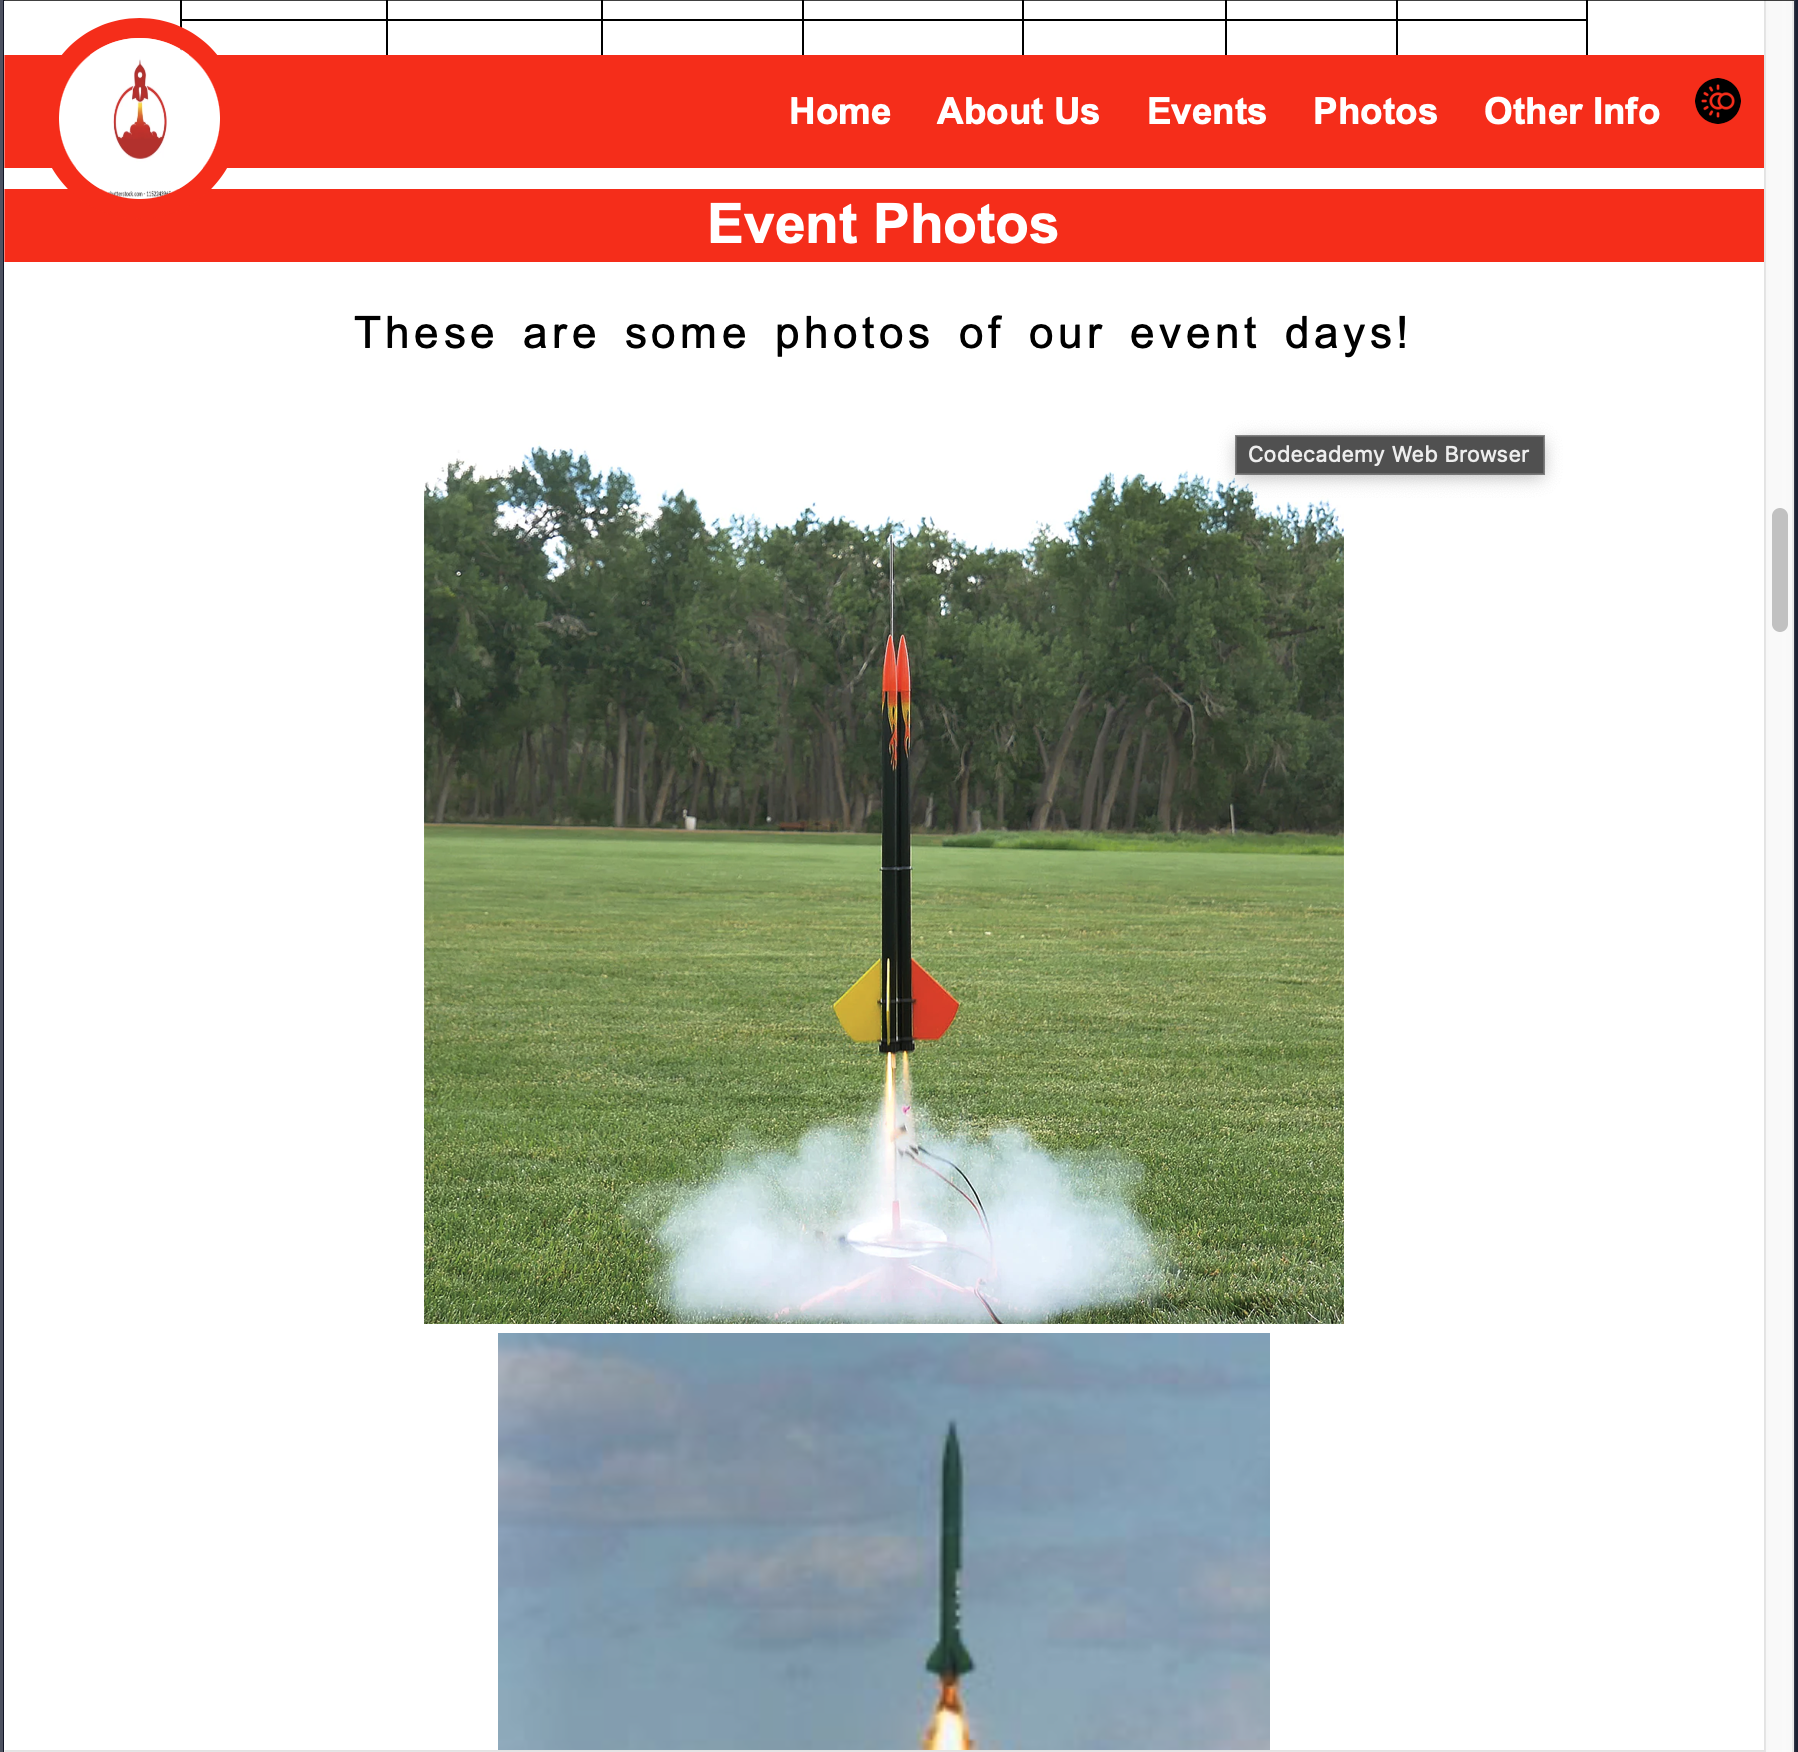 Home About Us Events Photos Other Info
Event Photos
These are some photos of our event days!
Codecademy Web Browser